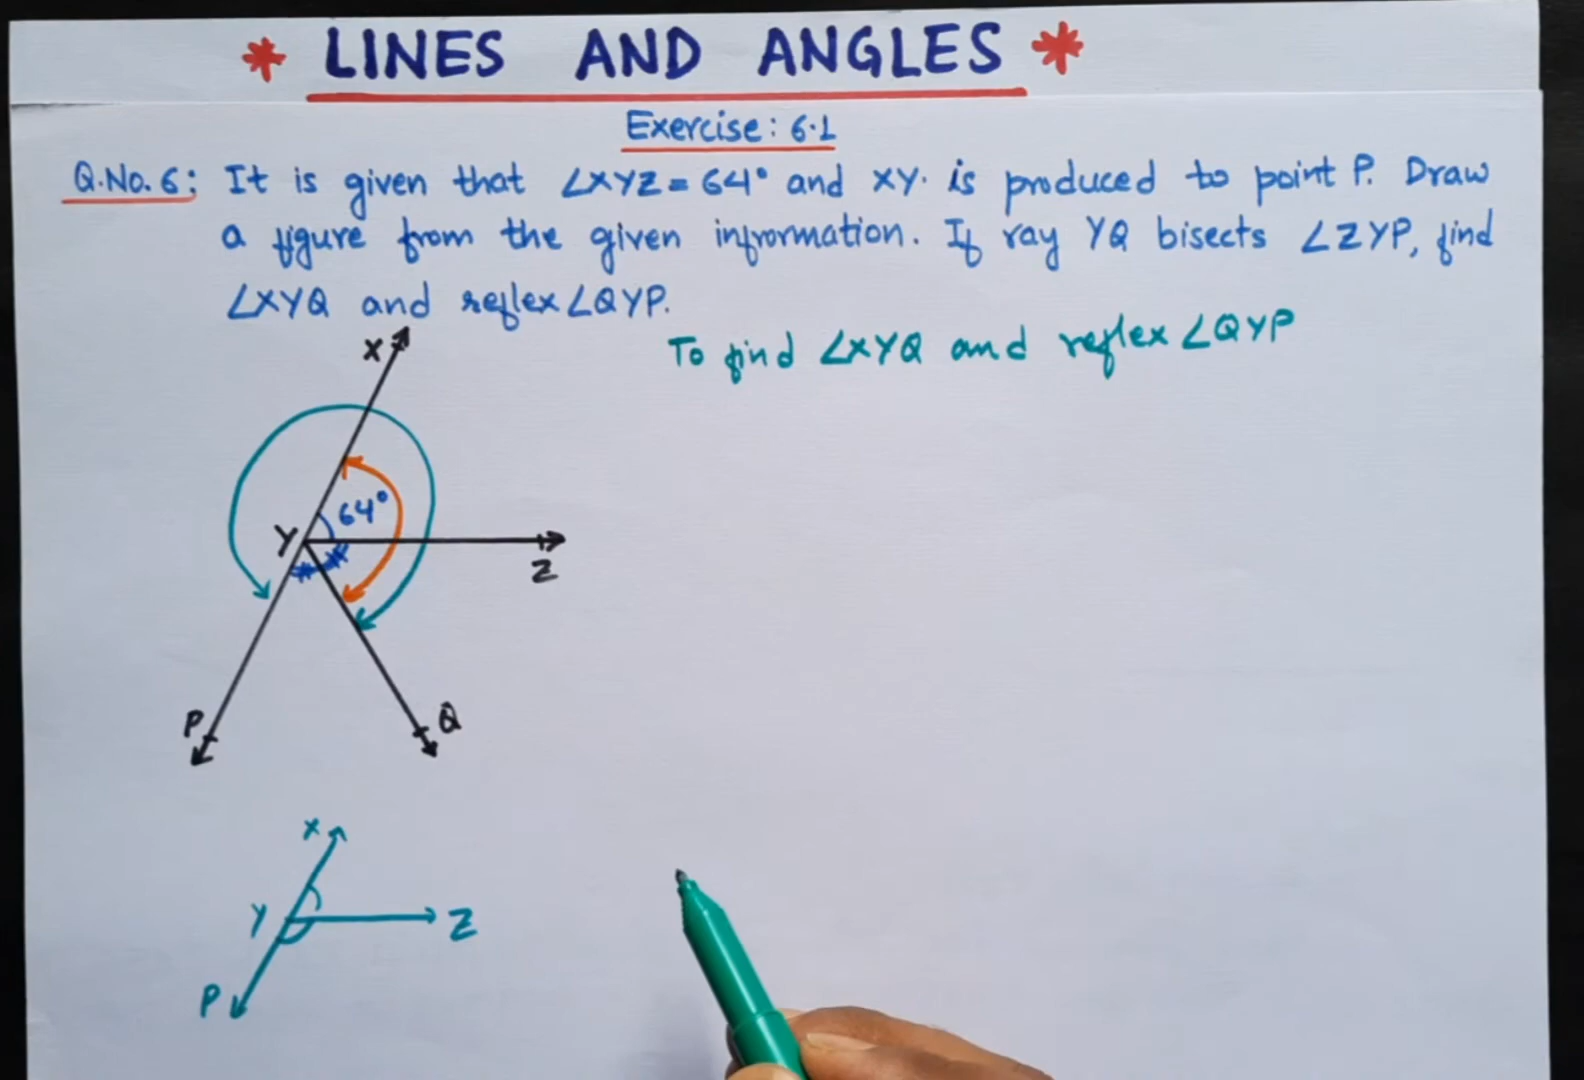 * LINES AND ANGLES *
Exercise: 6.1
Q.No. 6: It is given that ∠XYZ = 64° and XY. is produced to point P. Draw
a figure from the given information. If ray YQ bisects ∠ZYP, find
∠XYQ and reflex ∠QYP.
To find ∠XYQ and reflex ∠QYP
X
64°
Y
Z
P
Q
X
Y
Z
P